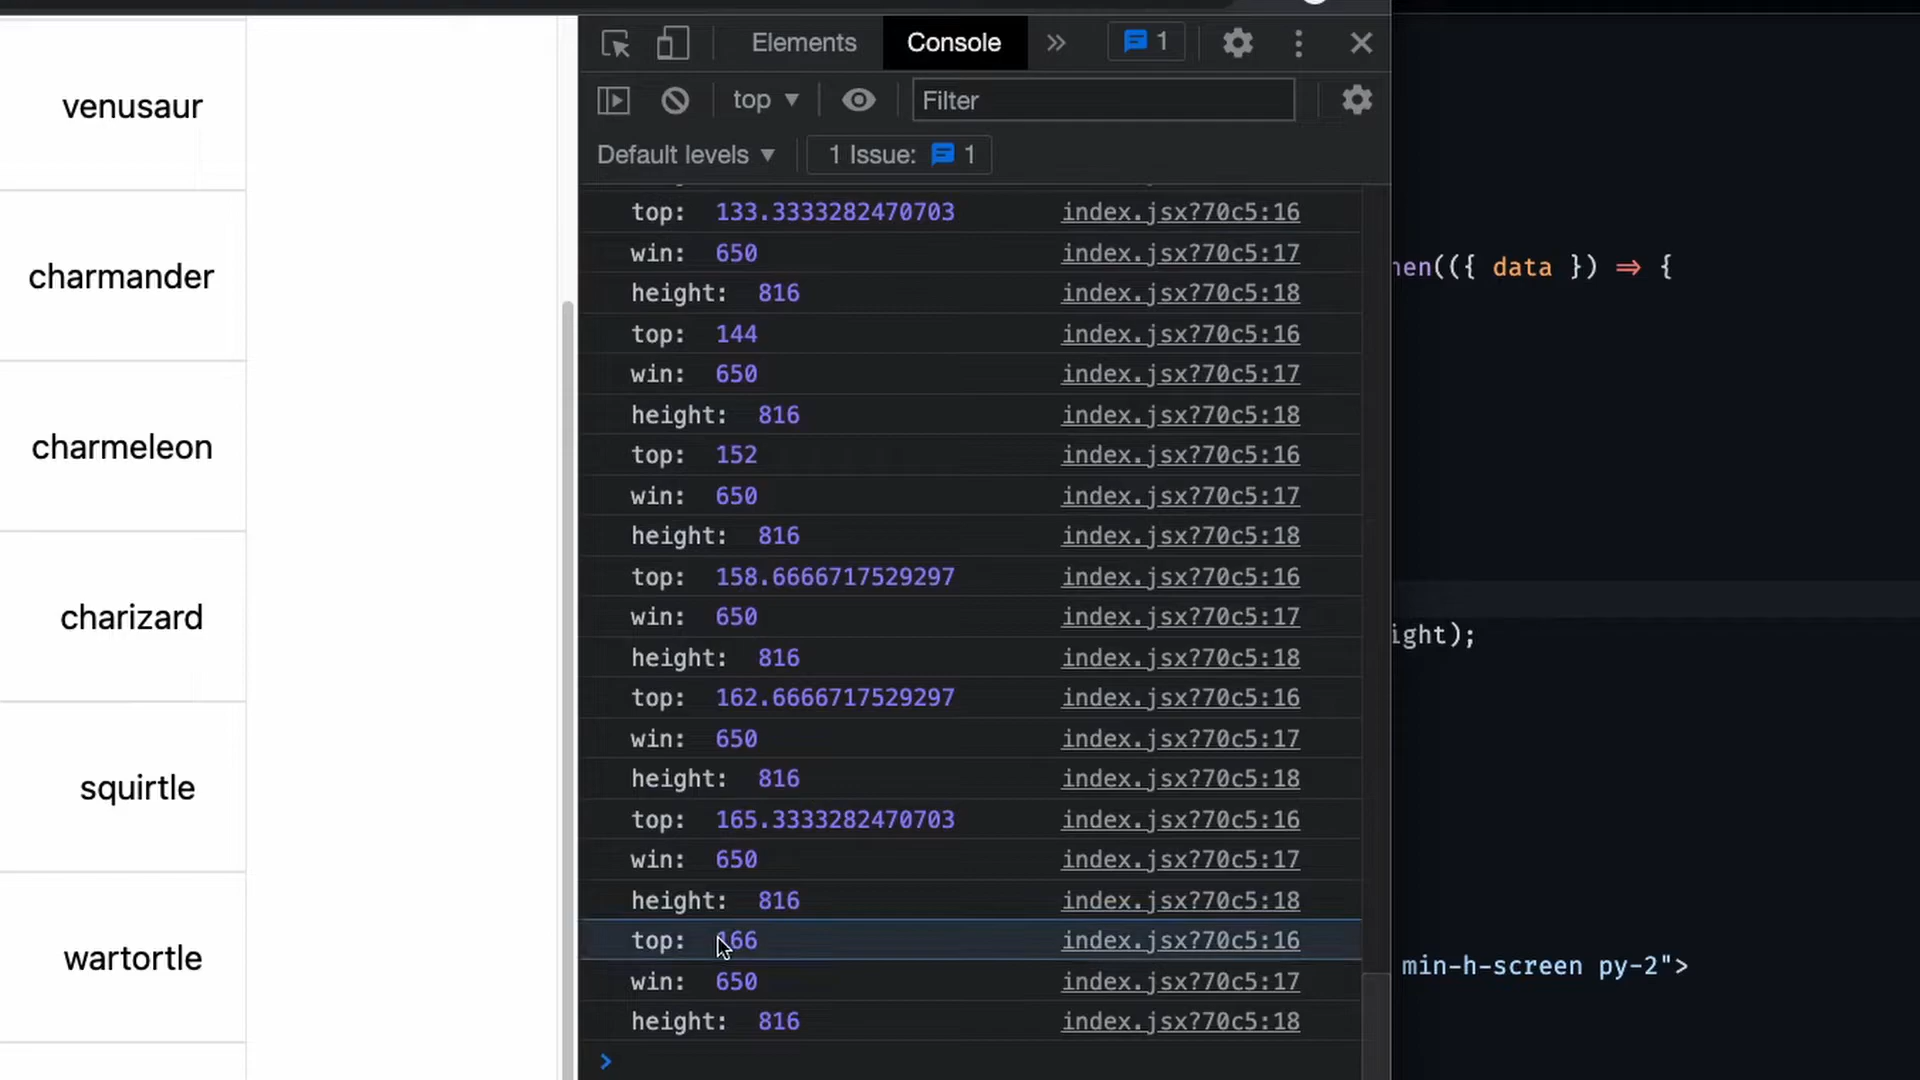 venusaur
charmander
charmeleon
charizard
squirtle
wartortle
Elements
Console
1
top
Filter
Default levels
1 Issue:
1
top: 133.3333282470703 index.jsx?70c5:16
win: 650 index.jsx?70c5:17
height: 816 index.jsx?70c5:18
top: 144 index.jsx?70c5:16
win: 650 index.jsx?70c5:17
height: 816 index.jsx?70c5:18
top: 152 index.jsx?70c5:16
win: 650 index.jsx?70c5:17
height: 816 index.jsx?70c5:18
top: 158.6666717529297 index.jsx?70c5:16
win: 650 index.jsx?70c5:17
height: 816 index.jsx?70c5:18
top: 162.6666717529297 index.jsx?70c5:16
win: 650 index.jsx?70c5:17
height: 816 index.jsx?70c5:18
top: 165.3333282470703 index.jsx?70c5:16
win: 650 index.jsx?70c5:17
height: 816 index.jsx?70c5:18
top: 166 index.jsx?70c5:16
win: 650 index.jsx?70c5:17
height: 816 index.jsx?70c5:18
hen(({ data }) => {
ight);
min-h-screen py-2">